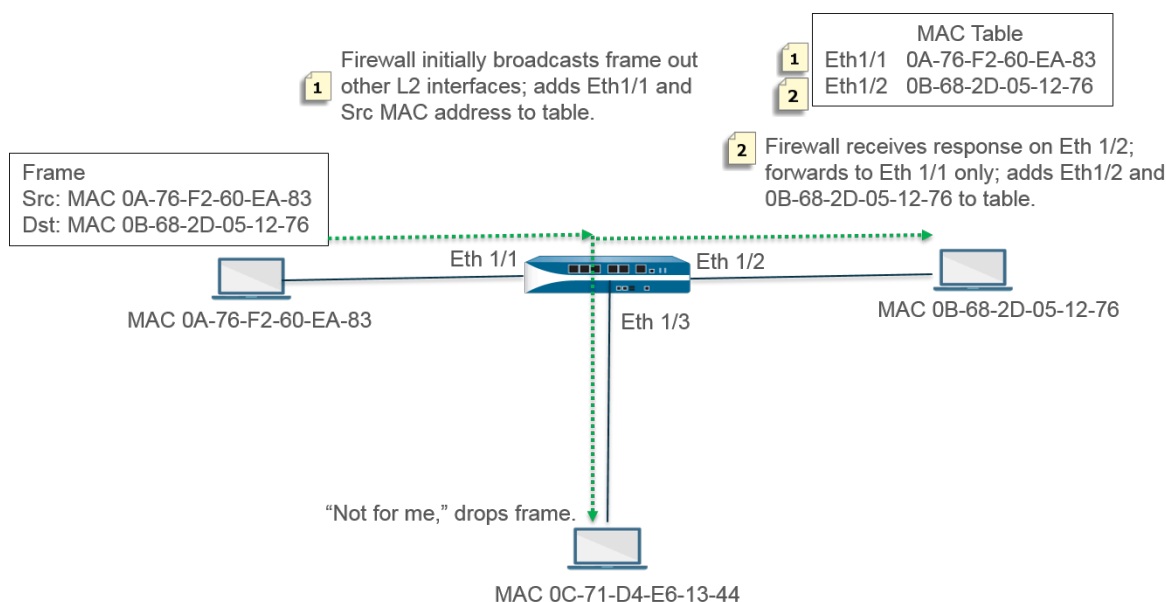 Firewall initially broadcasts frame out
1 other L2 interfaces; adds Eth1/1 and
Src MAC address to table.
MAC Table
1 Eth1/1 0A-76-F2-60-EA-83
2 Eth1/2 0B-68-2D-05-12-76
2 Firewall receives response on Eth 1/2;
forwards to Eth 1/1 only; adds Eth1/2 and
0B-68-2D-05-12-76 to table.
Frame
Src: MAC 0A-76-F2-60-EA-83
Dst: MAC 0B-68-2D-05-12-76
Eth 1/1
Eth 1/2
MAC 0A-76-F2-60-EA-83
MAC 0B-68-2D-05-12-76
Eth 1/3
“Not for me,” drops frame.
MAC 0C-71-D4-E6-13-44